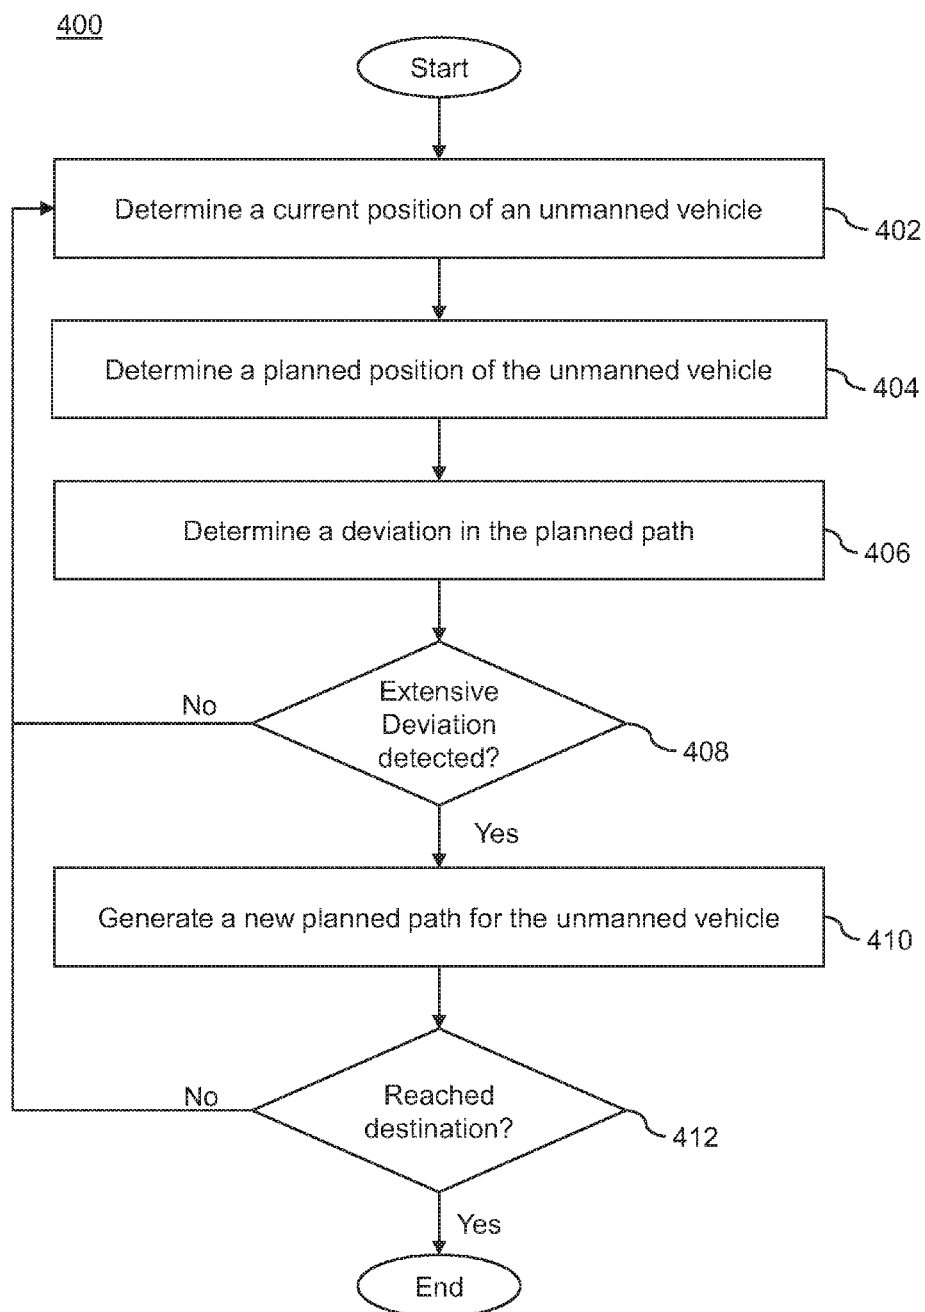 400
Start
Determine a current position of an unmanned vehicle
402
Determine a planned position of the unmanned vehicle
404
Determine a deviation in the planned path
406
Extensive
Deviation
detected?
No
408
Yes
Generate a new planned path for the unmanned vehicle
410
Reached
destination?
No
412
Yes
End